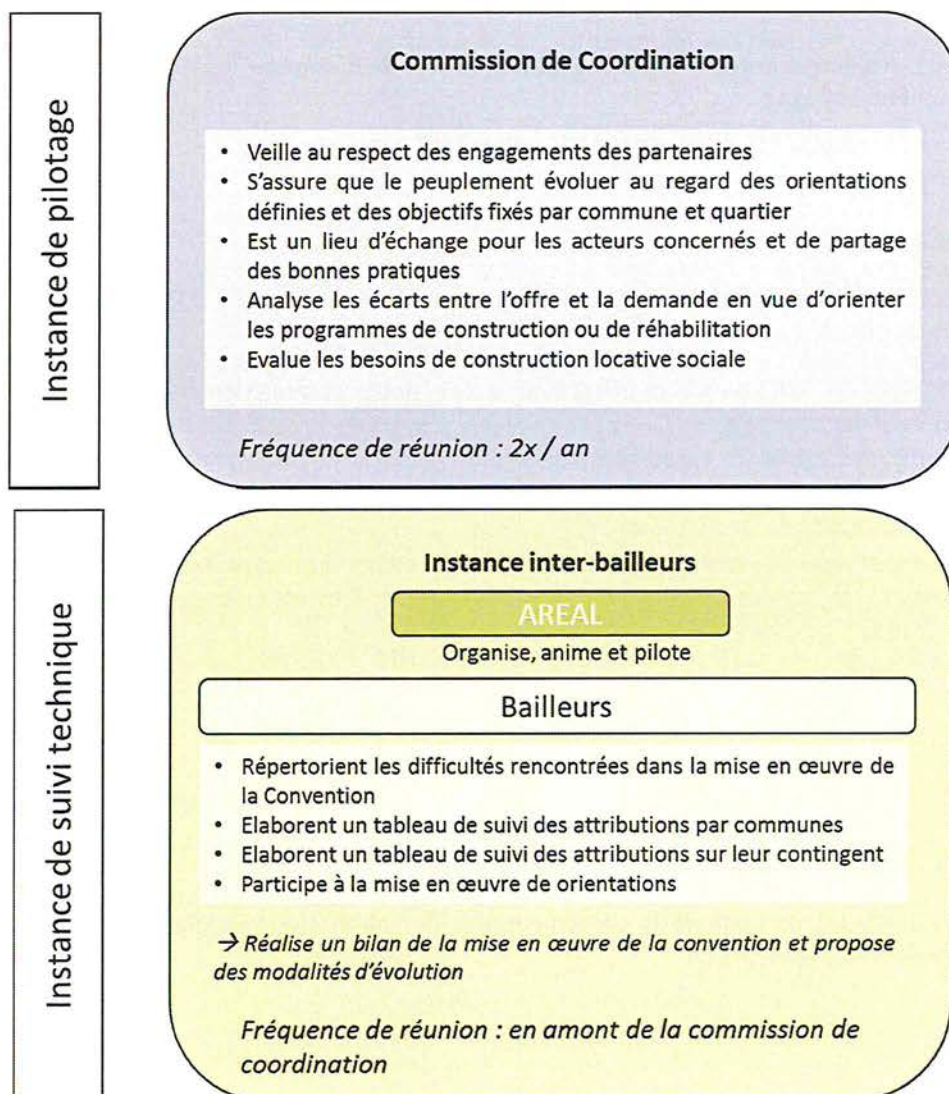 Instance de pilotage
Commission de Coordination
• Veille au respect des engagements des partenaires
• S'assure que le peuplement évoluer au regard des orientations
définies et des objectifs fixés par commune et quartier
• Est un lieu d'échange pour les acteurs concernés et de partage
des bonnes pratiques
• Analyse les écarts entre l'offre et la demande en vue d'orienter
les programmes de construction ou de réhabilitation
• Evalue les besoins de construction locative sociale
Fréquence de réunion : 2x / an
Instance de suivi technique
Instance inter-bailleurs
AREAL
Organise, anime et pilote
Bailleurs
• Répertorient les difficultés rencontrées dans la mise en œuvre de
la Convention
• Elaborent un tableau de suivi des attributions par communes
• Elaborent un tableau de suivi des attributions sur leur contingent
• Participe à la mise en œuvre de orientations
→ Réalise un bilan de la mise en œuvre de la convention et propose
des modalités d'évolution
Fréquence de réunion : en amont de la commission de
coordination